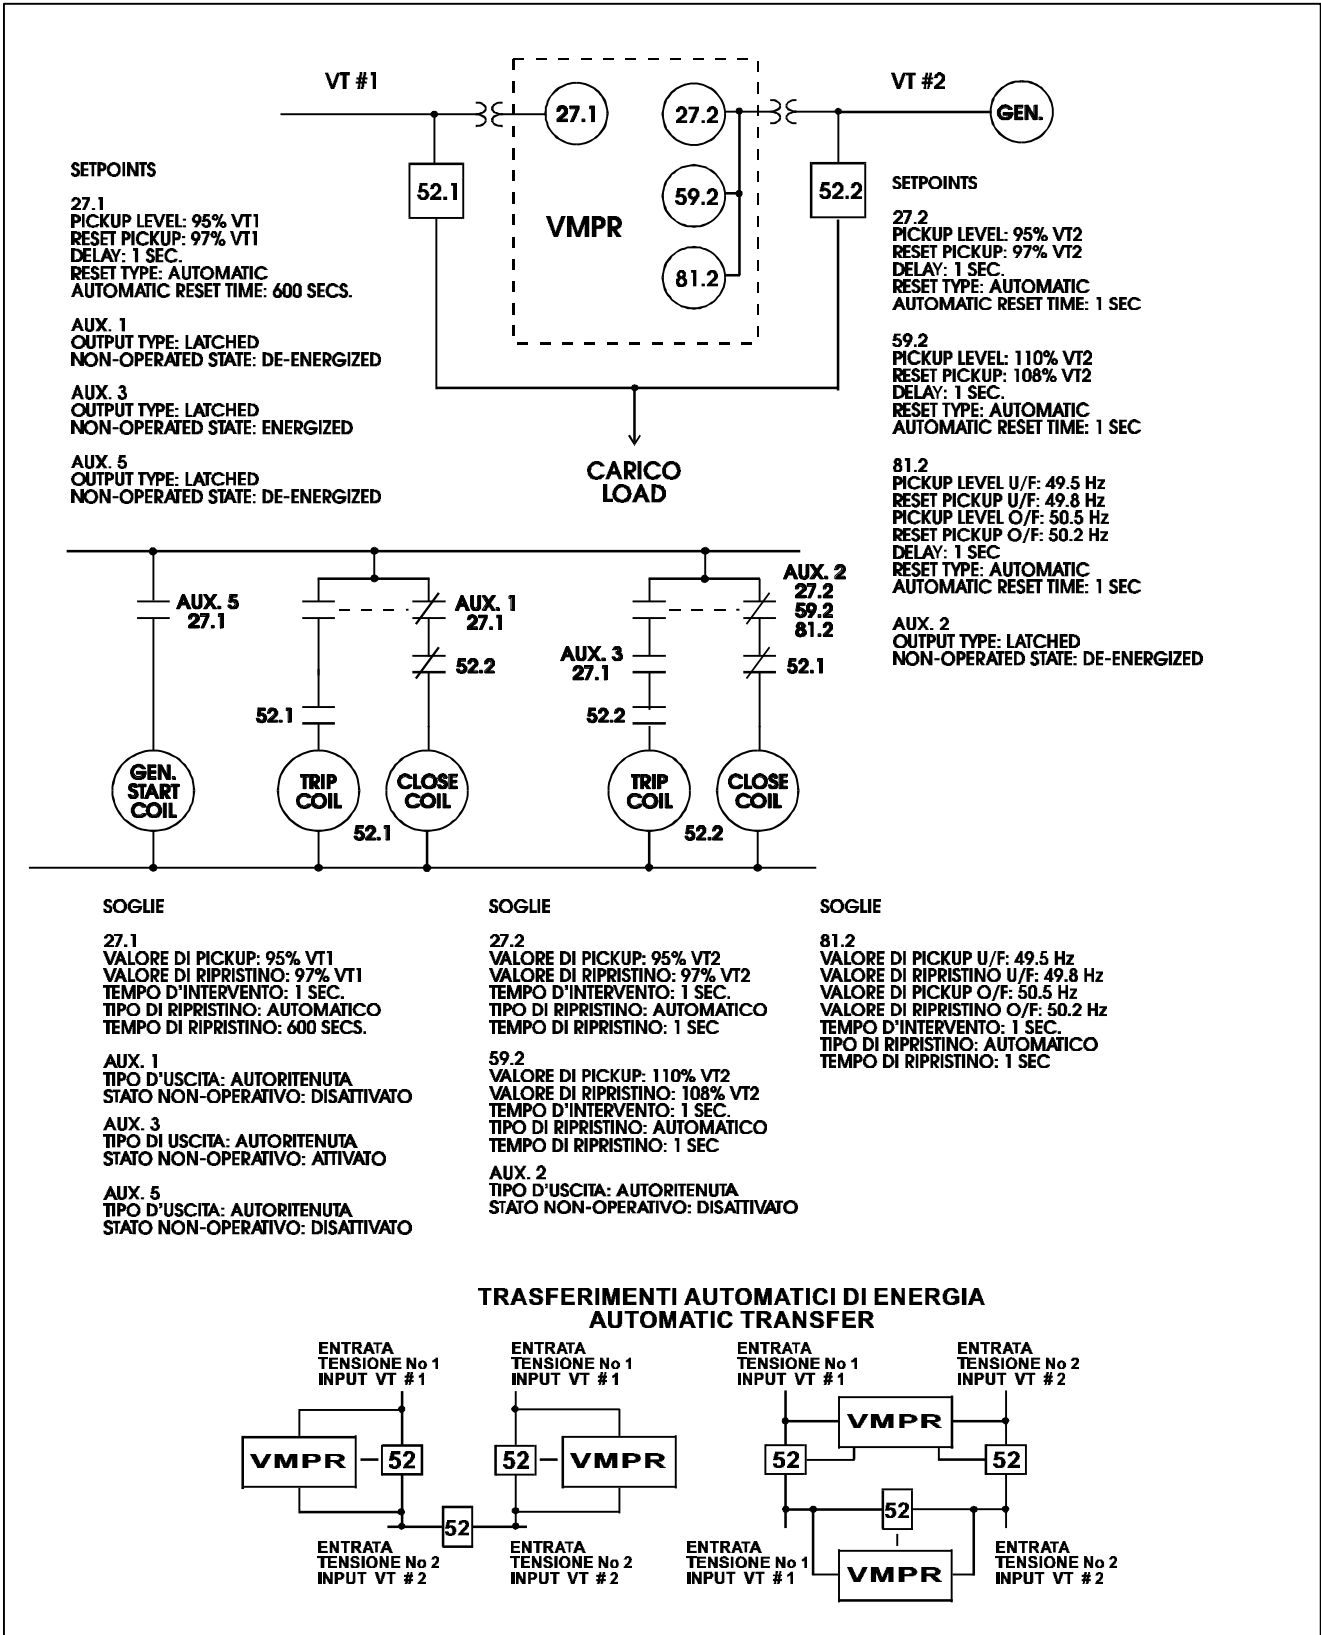 VT #1
VT #2
27.1
27.2
GEN.
52.1
59.2
52.2
VMPR
81.2
SETPOINTS
27.1
PICKUP LEVEL: 95% VT1
RESET PICKUP: 97% VT1
DELAY: 1 SEC.
RESET TYPE: AUTOMATIC
AUTOMATIC RESET TIME: 600 SECS.
AUX. 1
OUTPUT TYPE: LATCHED
NON-OPERATED STATE: DE-ENERGIZED
AUX. 3
OUTPUT TYPE: LATCHED
NON-OPERATED STATE: ENERGIZED
AUX. 5
OUTPUT TYPE: LATCHED
NON-OPERATED STATE: DE-ENERGIZED
CARICO
LOAD
SETPOINTS
27.2
PICKUP LEVEL: 95% VT2
RESET PICKUP: 97% VT2
DELAY: 1 SEC.
RESET TYPE: AUTOMATIC
AUTOMATIC RESET TIME: 1 SEC
59.2
PICKUP LEVEL: 110% VT2
RESET PICKUP: 108% VT2
DELAY: 1 SEC.
RESET TYPE: AUTOMATIC
AUTOMATIC RESET TIME: 1 SEC
81.2
PICKUP LEVEL U/F: 49.5 Hz
RESET PICKUP U/F: 49.8 Hz
PICKUP LEVEL O/F: 50.5 Hz
RESET PICKUP O/F: 50.2 Hz
DELAY: 1 SEC
RESET TYPE: AUTOMATIC
AUTOMATIC RESET TIME: 1 SEC
AUX. 2
OUTPUT TYPE: LATCHED
NON-OPERATED STATE: DE-ENERGIZED
AUX. 5
27.1
AUX. 1
27.1
52.2
52.1
AUX. 2
27.2
59.2
81.2
AUX. 3
27.1
52.1
52.2
GEN.
START
COIL
TRIP
COIL
CLOSE
COIL
52.1
TRIP
COIL
CLOSE
COIL
52.2
SOGLIE
27.1
VALORE DI PICKUP: 95% VT1
VALORE DI RIPRISTINO: 97% VT1
TEMPO D'INTERVENTO: 1 SEC.
TIPO DI RIPRISTINO: AUTOMATICO
TEMPO DI RIPRISTINO: 600 SECS.
AUX. 1
TIPO D'USCITA: AUTORITENUTA
STATO NON-OPERATIVO: DISATTIVATO
AUX. 3
TIPO DI USCITA: AUTORITENUTA
STATO NON-OPERATIVO: ATTIVATO
AUX. 5
TIPO D'USCITA: AUTORITENUTA
STATO NON-OPERATIVO: DISATTIVATO
SOGLIE
27.2
VALORE DI PICKUP: 95% VT2
VALORE DI RIPRISTINO: 97% VT2
TEMPO D'INTERVENTO: 1 SEC.
TIPO DI RIPRISTINO: AUTOMATICO
TEMPO DI RIPRISTINO: 1 SEC
59.2
VALORE DI PICKUP: 110% VT2
VALORE DI RIPRISTINO: 108% VT2
TEMPO D'INTERVENTO: 1 SEC.
TIPO DI RIPRISTINO: AUTOMATICO
TEMPO DI RIPRISTINO: 1 SEC
AUX. 2
TIPO D'USCITA: AUTORITENUTA
STATO NON-OPERATIVO: DISATTIVATO
SOGLIE
81.2
VALORE DI PICKUP U/F: 49.5 Hz
VALORE DI RIPRISTINO U/F: 49.8 Hz
VALORE DI PICKUP O/F: 50.5 Hz
VALORE DI RIPRISTINO O/F: 50.2 Hz
TEMPO D'INTERVENTO: 1 SEC.
TIPO DI RIPRISTINO: AUTOMATICO
TEMPO DI RIPRISTINO: 1 SEC
TRASFERIMENTI AUTOMATICI DI ENERGIA
AUTOMATIC TRANSFER
ENTRATA
TENSIONE No 1
INPUT VT # 1
ENTRATA
TENSIONE No 1
INPUT VT # 1
ENTRATA
TENSIONE No 1
INPUT VT # 1
ENTRATA
TENSIONE No 2
INPUT VT # 2
VMPR
52
52
VMPR
VMPR
52
52
52
52
VMPR
ENTRATA
TENSIONE No 2
INPUT VT # 2
ENTRATA
TENSIONE No 2
INPUT VT # 2
ENTRATA
TENSIONE No 1
INPUT VT # 1
ENTRATA
TENSIONE No 2
INPUT VT # 2